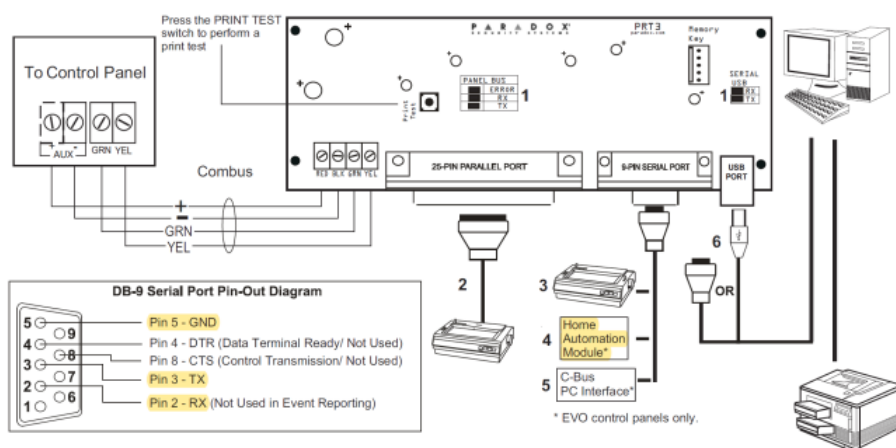 Press the PRINT TEST
switch to perform a
print test
To Control Panel
+ AUX -
GRN YEL
Combus
+
-
GRN
YEL
PARADOX
SECURITY SYSTEMS
PRT3
paradox.com
Memory
Key
PANEL BUS
ERROR
RX
TX
1
Print
Test
1
SERIAL
USB
RX
TX
RED BLK GRN YEL
25-PIN PARALLEL PORT
9-PIN SERIAL PORT
USB
PORT
2
3
4
Home
Automation
Module*
5
C-Bus
PC Interface*
* EVO control panels only.
6
OR
DB-9 Serial Port Pin-Out Diagram
5
9
4
8
3
7
2
6
1
Pin 5 - GND
Pin 4 - DTR (Data Terminal Ready/ Not Used)
Pin 8 - CTS (Control Transmission/ Not Used)
Pin 3 - TX
Pin 2 - RX (Not Used in Event Reporting)